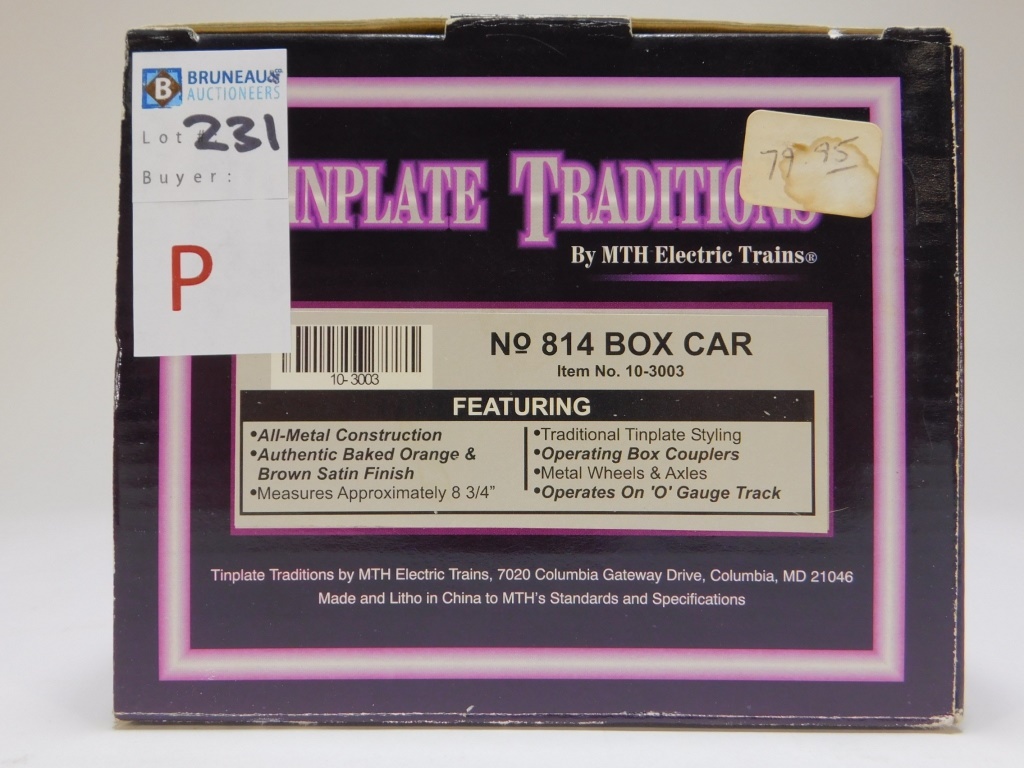 BRUNEAU &
AUCTIONEERS
Lot #: 231
Buyer:
P
79.95
INPLATE TRADITIONS
By MTH Electric Trains®
10-3003
Nº 814 BOX CAR
Item No. 10-3003
FEATURING
•All-Metal Construction
•Authentic Baked Orange &
Brown Satin Finish
•Measures Approximately 8 3/4”
•Traditional Tinplate Styling
•Operating Box Couplers
•Metal Wheels & Axles
•Operates On 'O' Gauge Track
Tinplate Traditions by MTH Electric Trains, 7020 Columbia Gateway Drive, Columbia, MD 21046
Made and Litho in China to MTH's Standards and Specifications